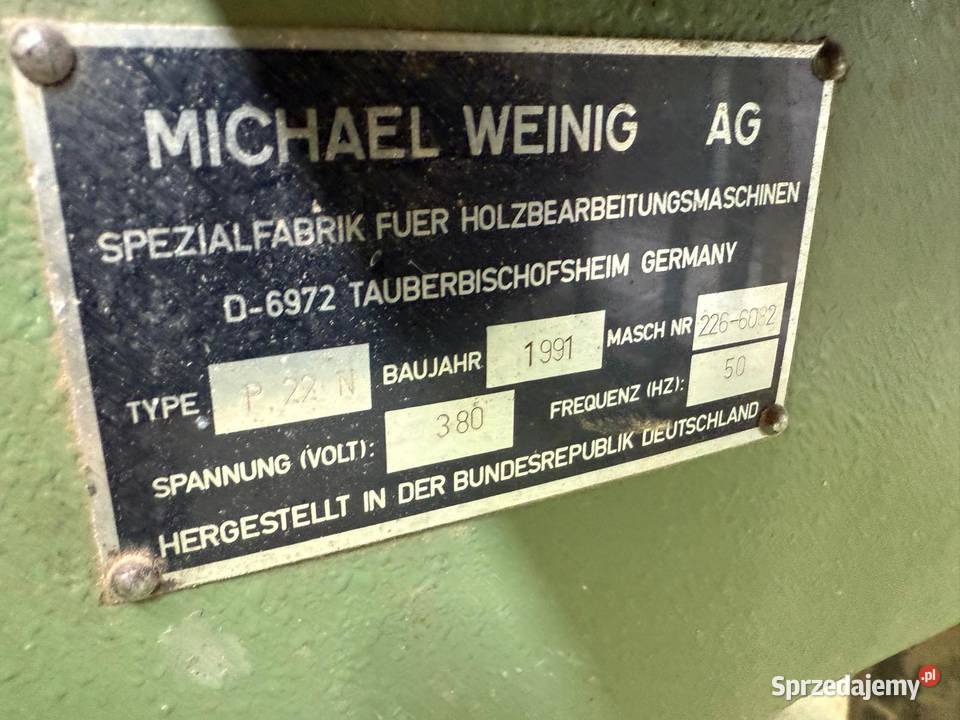 MICHAEL WEINIG AG
SPEZIALFABRIK FUER HOLZBEARBEITUNGSMASCHINEN
D-6972 TAUBERBISCHOFSHEIM GERMANY
TYPE P 22 N BAUJAHR 1991 MASCH NR 226-6082
SPANNUNG (VOLT): 380 FREQUENZ (HZ): 50
HERGESTELLT IN DER BUNDESREPUBLIK DEUTSCHLAND
Sprzedajemy.pl